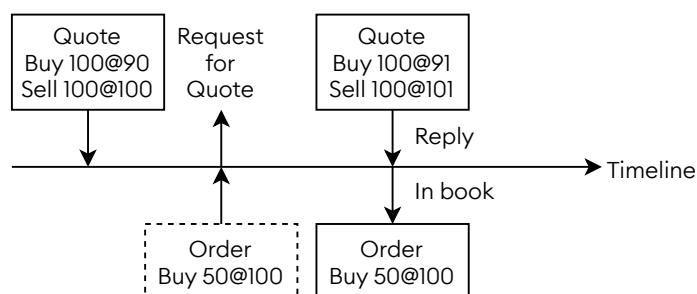 Quote
Buy 100@90
Sell 100@100
Request
for
Quote
Quote
Buy 100@91
Sell 100@101
Reply
Timeline
In book
Order
Buy 50@100
Order
Buy 50@100